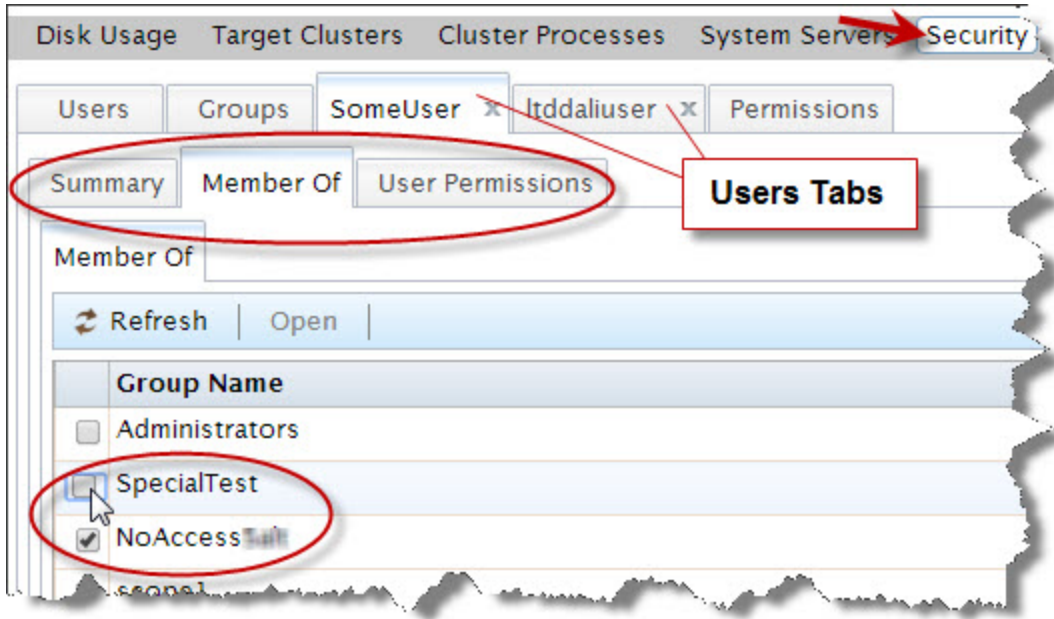 Disk Usage Target Clusters Cluster Processes System Servers Security
Users Groups SomeUser x ltddaliuser x Permissions
Summary Member Of User Permissions
Users Tabs
Member Of
Refresh Open
Group Name
Administrators
SpecialTest
NoAccess